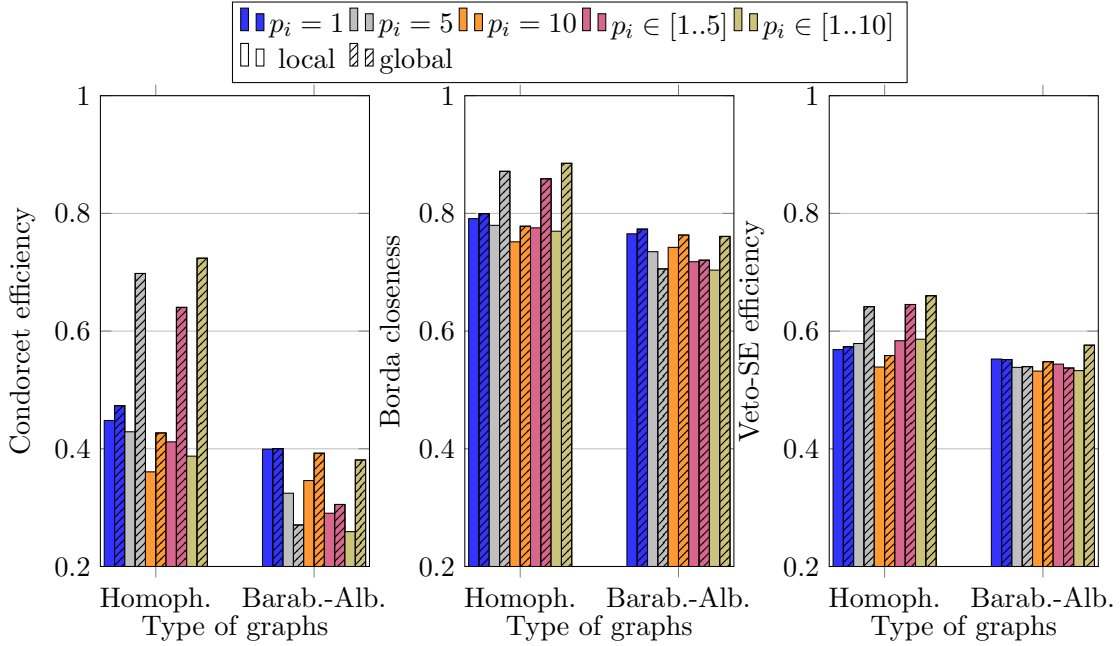 p_i = 1 p_i = 5 p_i = 10 p_i ∈ [1..5] p_i ∈ [1..10]
local global
1
0.8
0.6
0.4
0.2
Condorcet efficiency
Homoph. Barab.-Alb.
Type of graphs
1
0.8
0.6
0.4
0.2
Borda closeness
Homoph. Barab.-Alb.
Type of graphs
1
0.8
0.6
0.4
0.2
Veto-SE efficiency
Homoph. Barab.-Alb.
Type of graphs